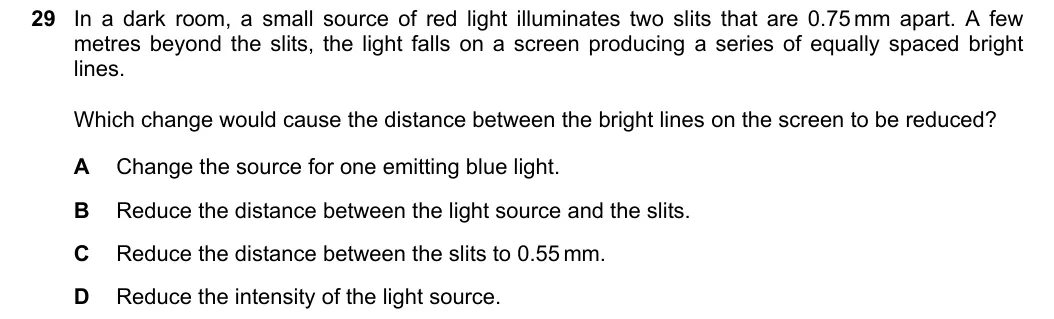 29 In a dark room, a small source of red light illuminates two slits that are 0.75 mm apart. A few
metres beyond the slits, the light falls on a screen producing a series of equally spaced bright
lines.
Which change would cause the distance between the bright lines on the screen to be reduced?
A Change the source for one emitting blue light.
B Reduce the distance between the light source and the slits.
C Reduce the distance between the slits to 0.55 mm.
D Reduce the intensity of the light source.